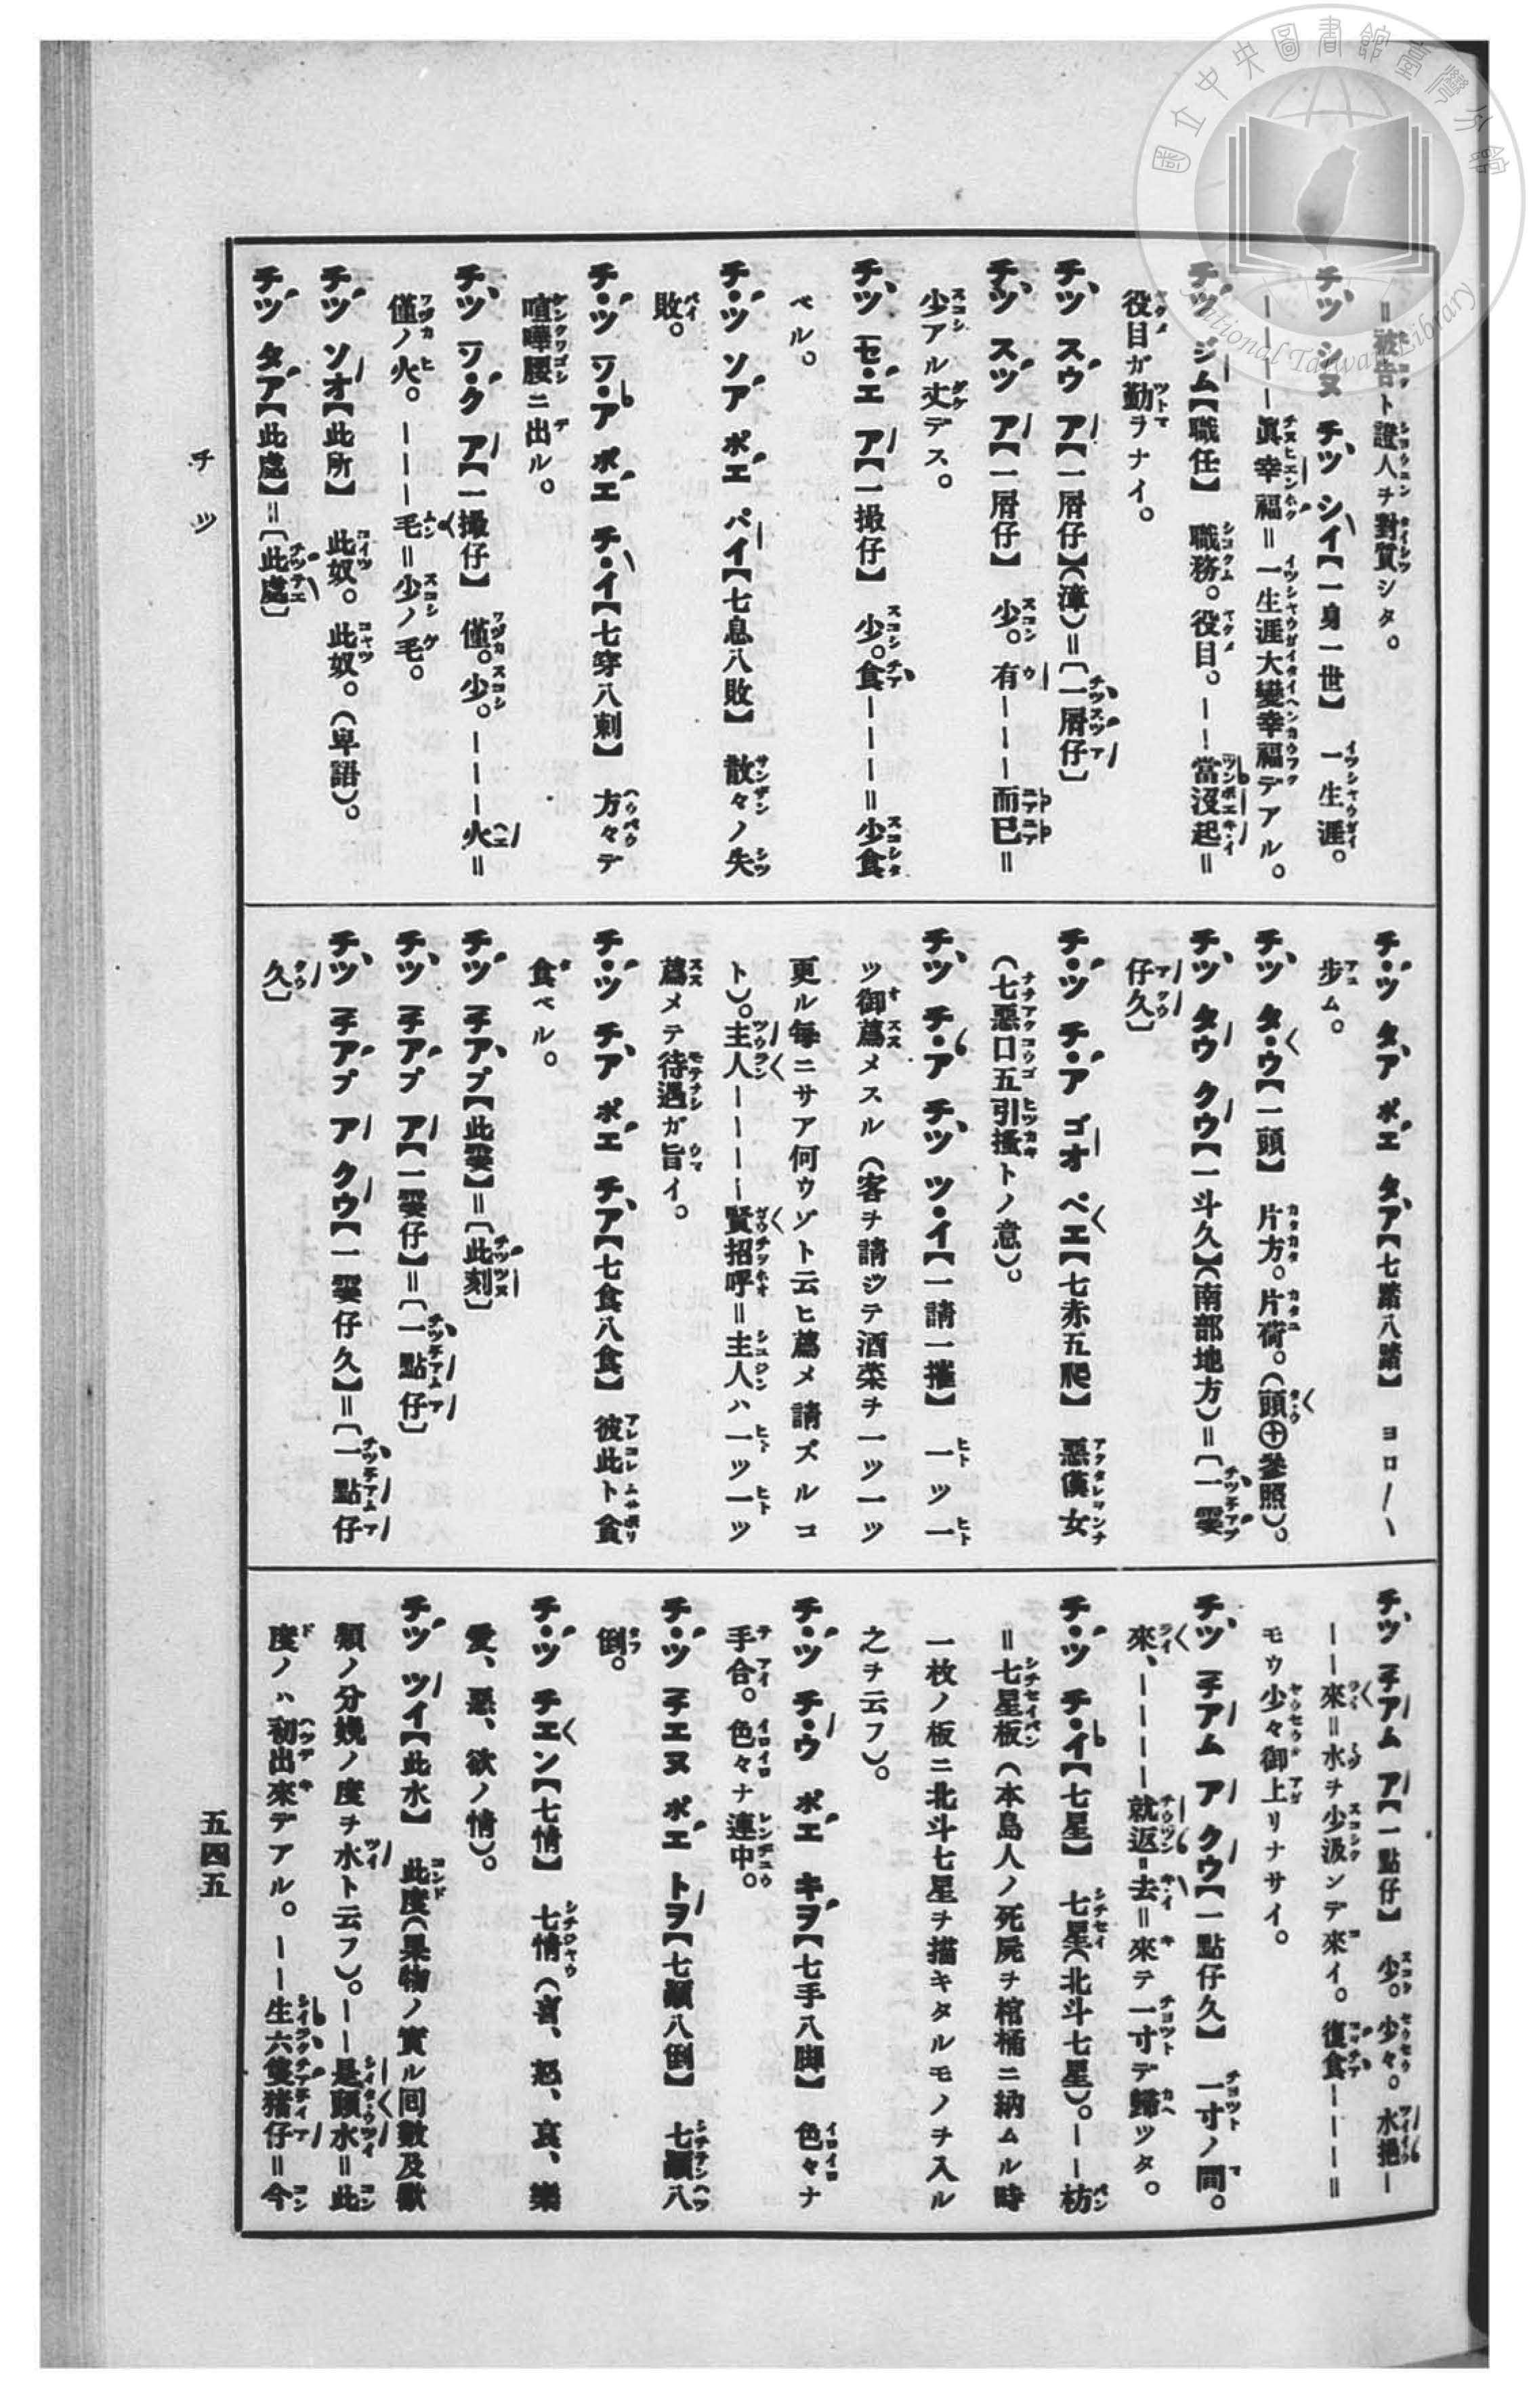 ＝被告ト證人ヲ對質シタ。
チツ シヌ チツ シイ【一身一世】 一生涯。
――――眞幸福＝一生涯大變幸福デアル。
チツ ジム【職任】 職務。役目。――當沒起＝
役目ガ勤ヲナイ。
チツ スウ ア【一屑仔】(漳)＝〔一屑仔〕
チツ スツ ア【一屑仔】 少。有―――而已＝
少アル丈デス。
チツ セエ ア【一撮仔】 少。食―――＝少食
ベル。
チツ ソア ポエ パイ【七息八敗】 散々ノ失
敗。
チツ ワア ポエ チイ【七穿八刺】 方々デ
喧嘩腰ニ出ル。
チツ ワク ア【一撮仔】 僅。少。―――火＝
僅ノ火。―――毛＝少ノ毛。
チツ ソオ【此所】 此奴。此奴。(卑語)。
チツ タア【此處】＝〔此處〕
チツ タア ポエ タア【七踏八踏】 ヨロ〳〵
步ム。
チツ タウ【一頭】 片方。片荷。(頭㊉參照)。
チツ タウ クウ【一斗久】(南部地方)＝〔一霎
仔久〕
チツ チア ゴオ ペエ【七赤五爬】 惡僕女
(七惡口五引搔トノ意)。
チツ チア チツ ツイ【一請一摧】 一ツ一
ツ御薦メスル(客ヲ請ジテ酒菜ヲ一ツ一ツ
更ル每ニサア何ウゾト云ヒ薦メ請ズルコ
ト)。主人――――賢招呼＝主人ハ一ツ一ツ
薦メテ待遇ガ旨イ。
チツ チア ポエ チア【七食八食】 彼此ト貪
食ベル。
チツ チアプ【此霎】＝〔此刻〕
チツ チアプ ア【一霎仔】＝〔一點仔〕
チツ チアプ ア クウ【一霎仔久】＝〔一點仔
久〕
チツ チアム ア【一點仔】 少。少々。水挹―
――來＝水ヲ少汲ンデ來イ。復食――――＝
モウ少々御上リナサイ。
チツ チアム ア クウ【一點仔久】 一寸ノ間。
來、――――就返去＝來テ一寸デ歸ツタ。
チツ チイ【七星】 七星(北斗七星)。――枋
＝七星板(本島人ノ死屍ヲ棺桶ニ納ムル時
一枚ノ板ニ北斗七星ヲ描キタルモノヲ入ル
之ヲ云フ)。
チツ チウ ポエ キヲ【七手八脚】 色々ナ
手合。色々ナ連中。
チツ チエヌ ポエ トヲ【七顚八倒】 七顚八
倒。
チツ チエン【七情】 七情(喜、怒、哀、樂
愛、惡、欲ノ情)。
チツ ツイ【此水】 此度(果物ノ實ル回數及獸
類ノ分娩ノ度ヲ水ト云フ)。――是頭水＝此
度ノハ初出來デアル。――生六隻猪仔＝今
チツ
五四五
國立中央圖書館臺灣分館
National Taiwan Library